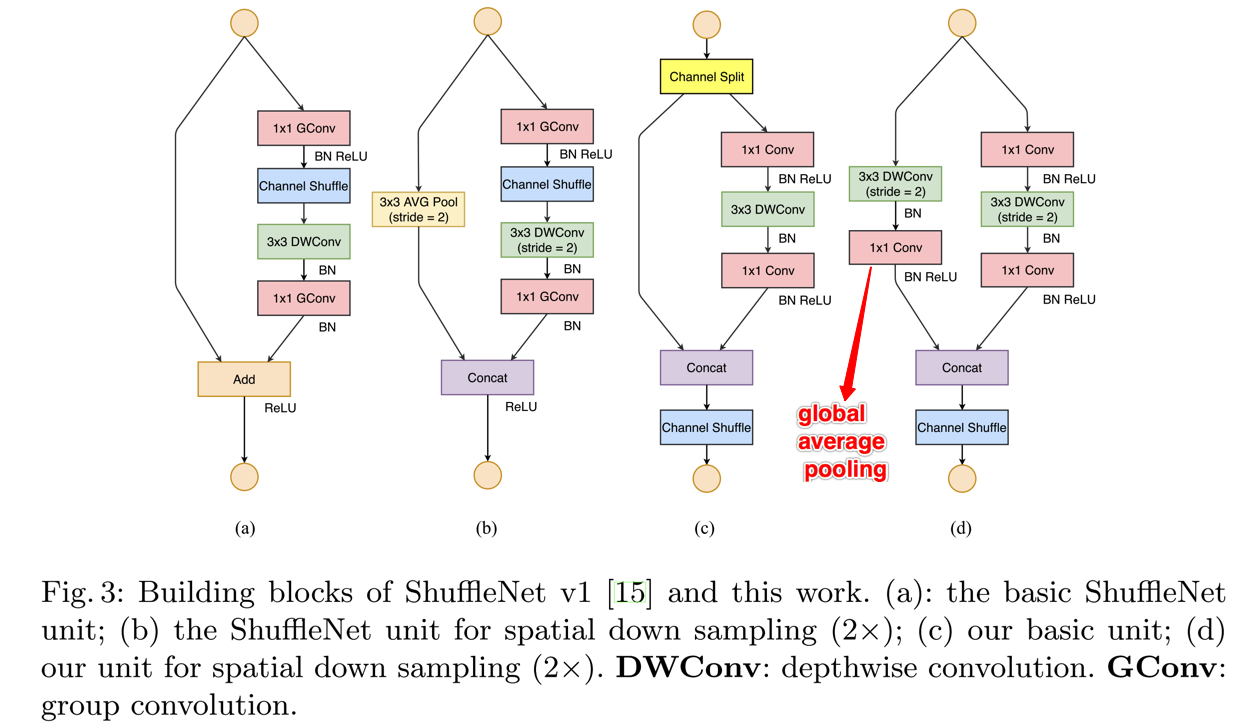 1x1 GConv
BN ReLU
Channel Shuffle
3x3 DWConv
BN
1x1 GConv
BN
Add
ReLU
(a)
1x1 GConv
BN ReLU
Channel Shuffle
3x3 AVG Pool
(stride = 2)
3x3 DWConv
(stride = 2)
BN
1x1 GConv
BN
Concat
ReLU
(b)
Channel Split
1x1 Conv
BN ReLU
3x3 DWConv
BN
1x1 Conv
BN ReLU
Concat
Channel Shuffle
(c)
3x3 DWConv
(stride = 2)
BN
1x1 Conv
BN ReLU
global
average
pooling
1x1 Conv
BN ReLU
3x3 DWConv
(stride = 2)
BN
1x1 Conv
BN ReLU
Concat
Channel Shuffle
(d)
Fig. 3: Building blocks of ShuffleNet v1 [15] and this work. (a): the basic ShuffleNet
unit; (b) the ShuffleNet unit for spatial down sampling (2×); (c) our basic unit; (d)
our unit for spatial down sampling (2×). DWConv: depthwise convolution. GConv:
group convolution.